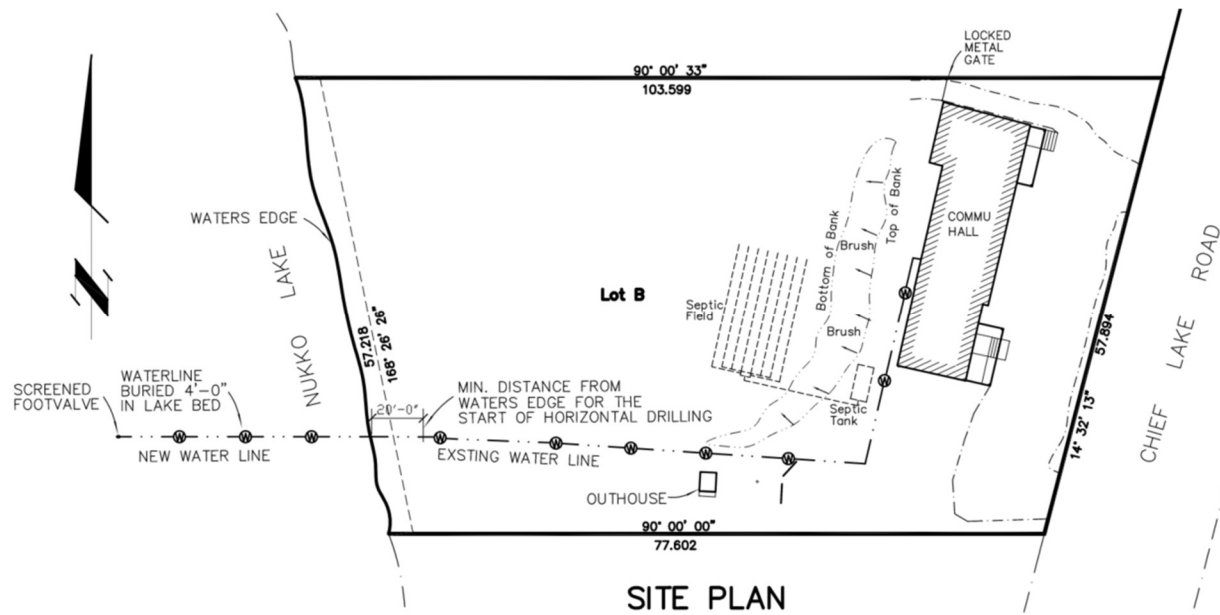 LOCKED
METAL
GATE
90° 00' 33"
103.599
WATERS EDGE
NUKKO LAKE
57.218
168° 26' 26"
Lot B
Septic
Field
Bottom of Bank
Top of Bank
Brush
Brush
COMMU
HALL
CHIEF LAKE ROAD
57.894
14° 32' 13"
SCREENED
FOOTVALVE
WATERLINE
BURIED 4'-0"
IN LAKE BED
20'-0"
MIN. DISTANCE FROM
WATERS EDGE FOR THE
START OF HORIZONTAL DRILLING
Septic
Tank
W
W
W
W
W
W
W
W
W
W
NEW WATER LINE
EXSTING WATER LINE
OUTHOUSE
90° 00' 00"
77.602
SITE PLAN